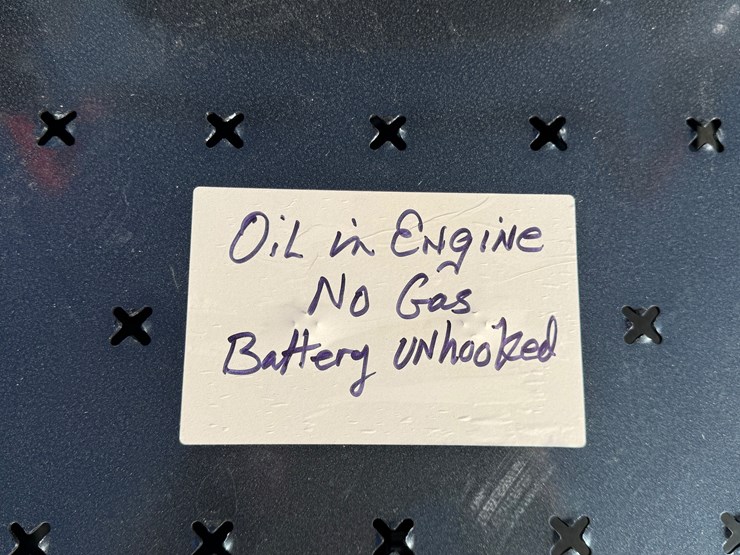 OiL in ENgiNe
No Gas
Battery UNhooked